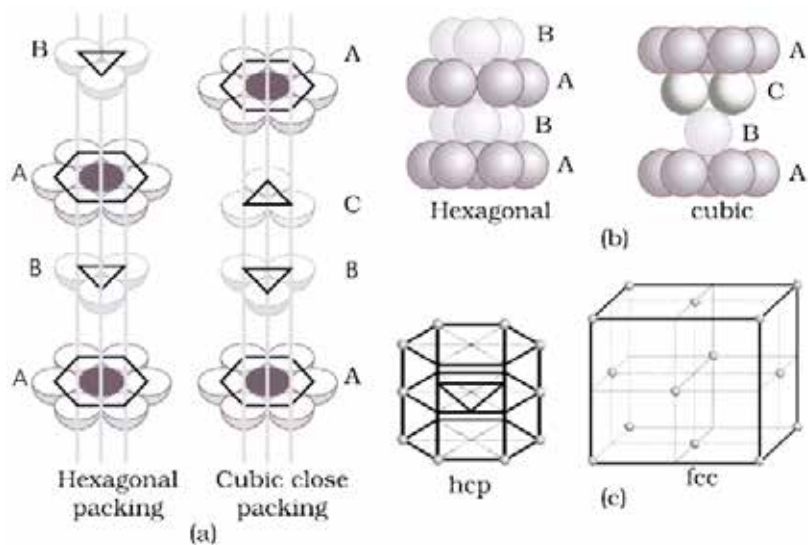 B
A
B
A
Hexagonal
packing
A
C
B
A
Cubic close
packing
(a)
B
A
B
A
Hexagonal
A
C
B
A
cubic
(b)
hcp
fcc
(c)